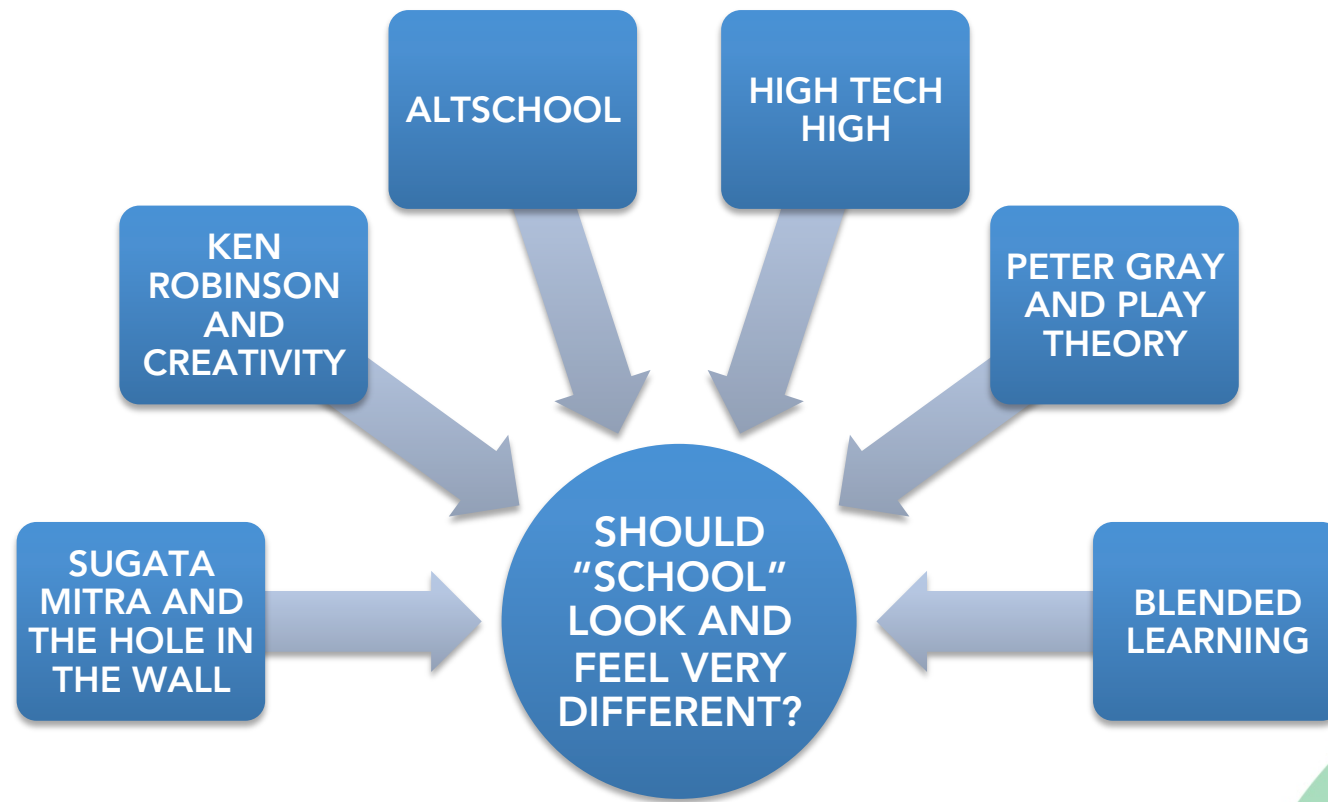 ALTSCHOOL
HIGH TECH
HIGH
KEN
ROBINSON
AND
CREATIVITY
PETER GRAY
AND PLAY
THEORY
SUGATA
MITRA AND
THE HOLE IN
THE WALL
SHOULD
“SCHOOL”
LOOK AND
FEEL VERY
DIFFERENT?
BLENDED
LEARNING